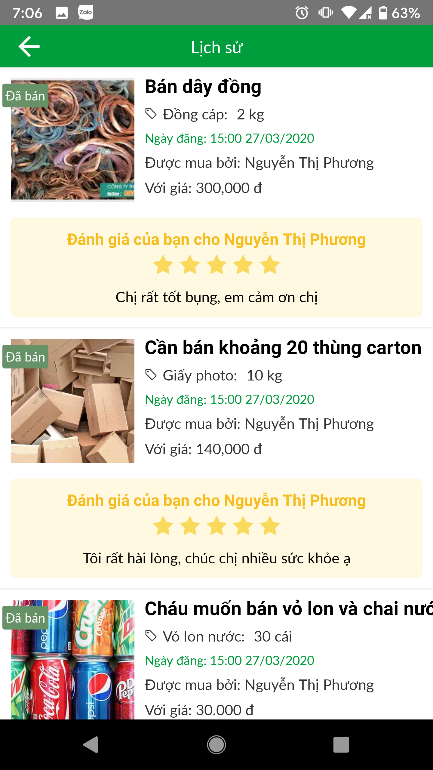 7:06
Zalo
63%
Lịch sử
Đã bán
Bán dây đồng
Đồng cáp: 2 kg
Ngày đăng: 15:00 27/03/2020
Được mua bởi: Nguyễn Thị Phương
Với giá: 300,000 đ
Đánh giá của bạn cho Nguyễn Thị Phương
Chị rất tốt bụng, em cảm ơn chị
Đã bán
Cần bán khoảng 20 thùng carton
Giấy photo: 10 kg
Ngày đăng: 15:00 27/03/2020
Được mua bởi: Nguyễn Thị Phương
Với giá: 140,000 đ
Đánh giá của bạn cho Nguyễn Thị Phương
Tôi rất hài lòng, chúc chị nhiều sức khỏe ạ
Đã bán
Cháu muốn bán vỏ lon và chai nướ
Vỏ lon nước: 30 cái
Ngày đăng: 15:00 27/03/2020
Được mua bởi: Nguyễn Thị Phương
Với giá: 30.000 đ
Coca-Cola
pepsi